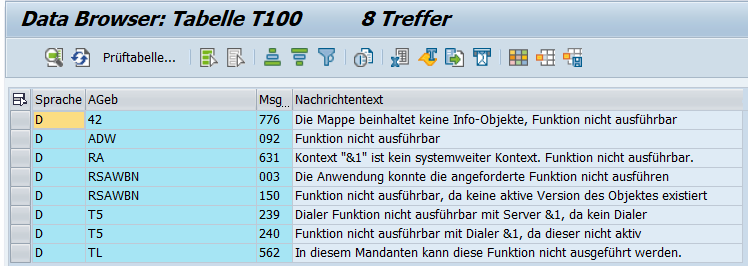 Data Browser: Tabelle T100 8 Treffer
Prüftabelle...
Sprache AGeb Msg... Nachrichtentext
D 42 776 Die Mappe beinhaltet keine Info-Objekte, Funktion nicht ausführbar
D ADW 092 Funktion nicht ausführbar
D RA 631 Kontext "&1" ist kein systemweiter Kontext. Funktion nicht ausführbar.
D RSAWBN 003 Die Anwendung konnte die angeforderte Funktion nicht ausführen
D RSAWBN 150 Funktion nicht ausführbar, da keine aktive Version des Objektes existiert
D T5 239 Dialer Funktion nicht ausführbar mit Server &1, da kein Dialer
D T5 240 Funktion nicht ausführbar mit Dialer &1, da dieser nicht aktiv
D TL 562 In diesem Mandanten kann diese Funktion nicht ausgeführt werden.